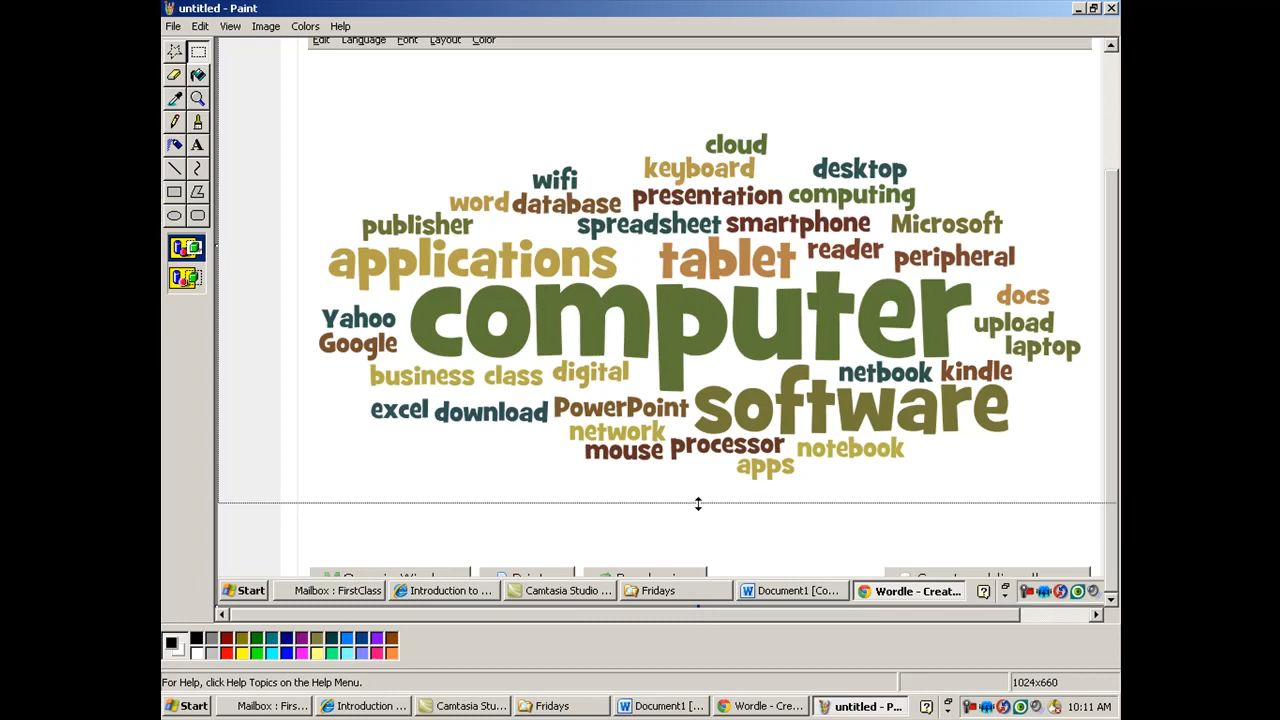 untitled - Paint
File Edit View Image Colors Help
Edit Language Font Layout Color
cloud
keyboard desktop
wifi
word database presentation computing
publisher spreadsheet smartphone Microsoft
applications tablet reader peripheral
computer
docs
Yahoo upload
Google laptop
business class digital netbook kindle
excel download PowerPoint software
network
mouse processor notebook
apps
Start Mailbox : FirstClass Introduction to ... Camtasia Studio ... Fridays Document1 [Co... Wordle - Creat...
For Help, click Help Topics on the Help Menu. 1024x660
Start Mailbox : Firs... Introduction ... Camtasia Stu... Fridays Document1 [... Wordle - Cre... untitled - P... 10:11 AM